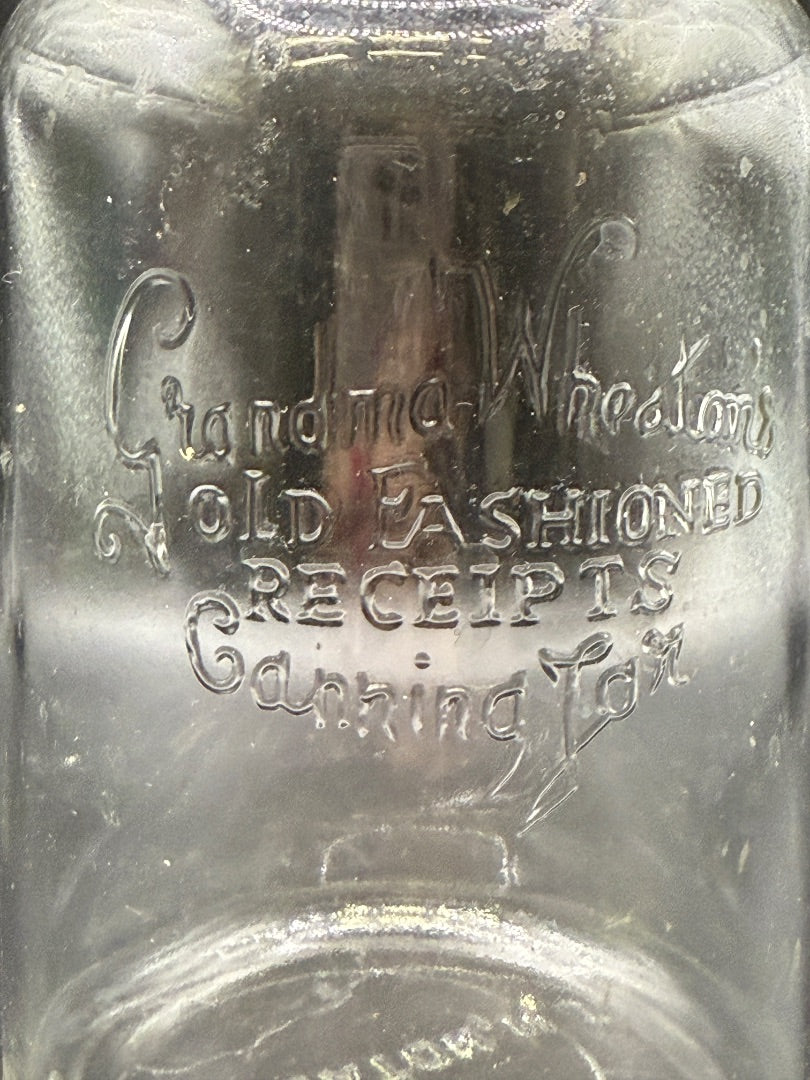 Grandma Wheaton's
OLD FASHIONED
RECEIPTS
Canning Jar